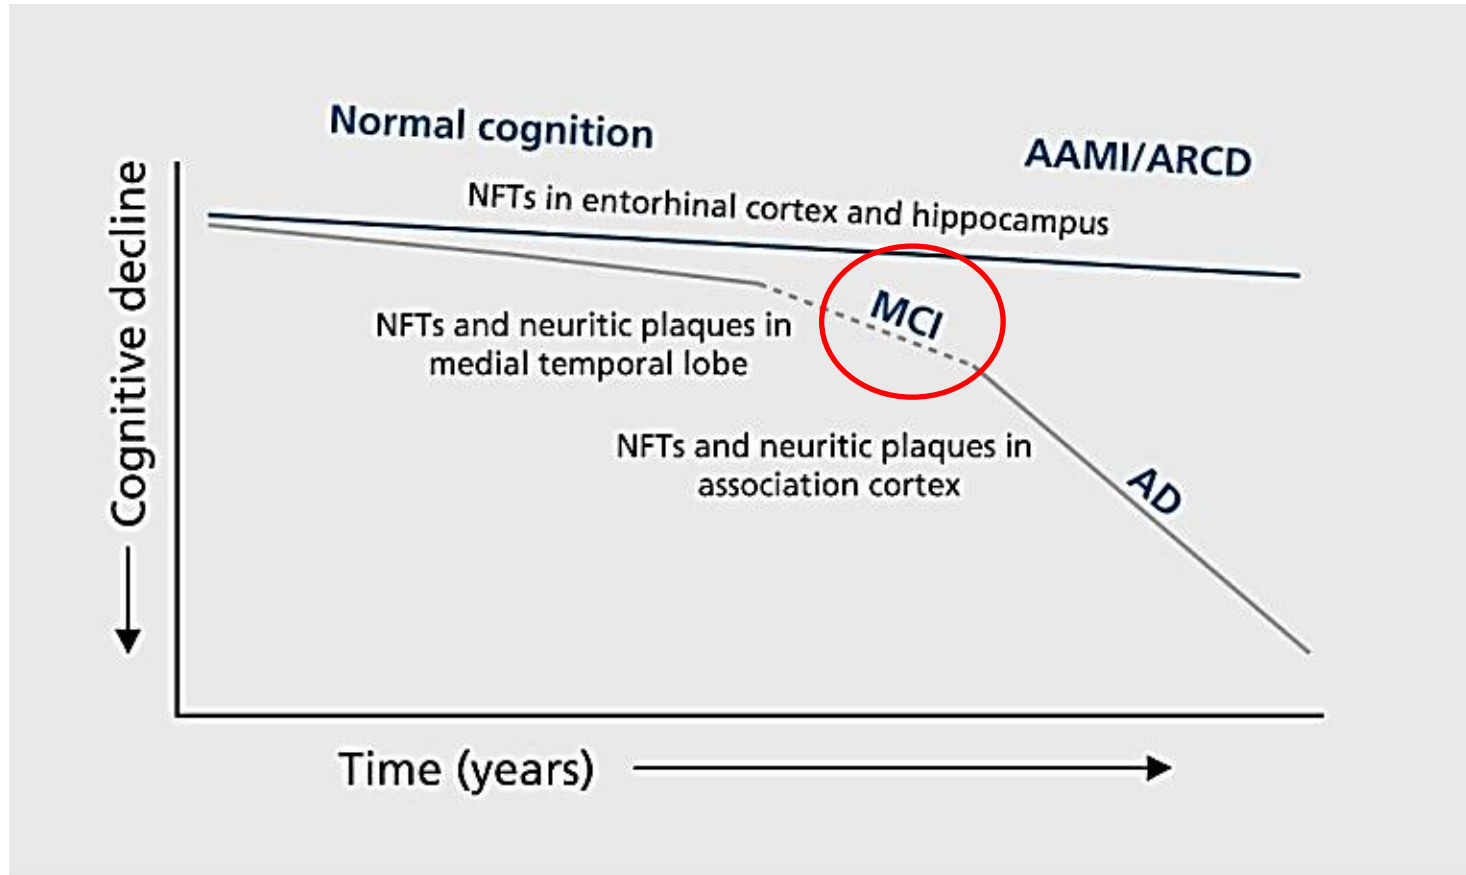 Normal cognition
AAMI/ARCD
NFTs in entorhinal cortex and hippocampus
MCI
NFTs and neuritic plaques in
medial temporal lobe
NFTs and neuritic plaques in
association cortex
AD
Cognitive decline
Time (years)